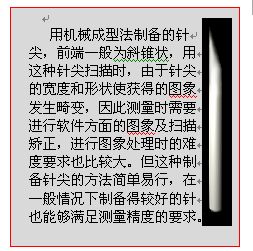 用机械成型法制备的针
尖，前端一般为斜锥状，用
这种针尖扫描时，由于针尖
的宽度和形状使获得的图象
发生畸变，因此测量时需要
进行软件方面的图象及扫描
矫正，进行图象处理时的难
度要求也比较大。但这种制
备针尖的方法简单易行，在
一般情况下制备得较好的针
也能够满足测量精度的要求。